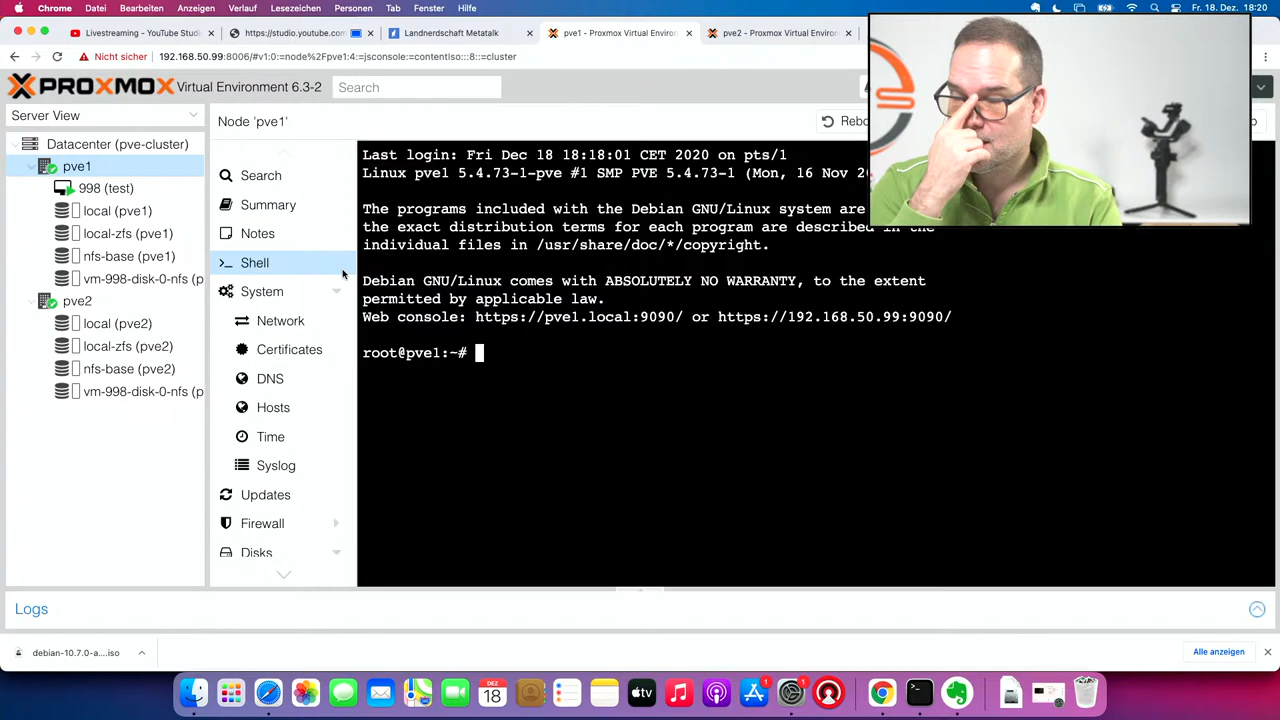 Chrome Ablage Bearbeiten Anzeigen Verlauf Lesezeichen Personen Tab Fenster Hilfe
Fr. 18. Dez. 18:20
Livestreaming - YouTube Stud
https://studio.youtube.com
Landnerdschaft Metatalk
pve1 - Proxmox Virtual Enviror
pve2 - Proxmox Virtual Enviro
Nicht sicher 192.168.50.99:8006/#v1:0:=node%2Fpve1:4:=jsconsole:contentIso:::8::=cluster
PROXMOX Virtual Environment 6.3-2 Search
Server View
Node 'pve1'
Rebo
Datacenter (pve-cluster)
pve1
998 (test)
local (pve1)
local-zfs (pve1)
nfs-base (pve1)
vm-998-disk-0-nfs (p
pve2
local (pve2)
local-zfs (pve2)
nfs-base (pve2)
vm-998-disk-0-nfs (p
Search
Summary
Notes
>_ Shell
System
Network
Certificates
DNS
Hosts
Time
Syslog
Updates
Firewall
Disks
Last login: Fri Dec 18 18:18:01 CET 2020 on pts/1
Linux pve1 5.4.73-1-pve #1 SMP PVE 5.4.73-1 (Mon, 16 Nov 20
The programs included with the Debian GNU/Linux system are
the exact distribution terms for each program are described in the
individual files in /usr/share/doc/*/copyright.
Debian GNU/Linux comes with ABSOLUTELY NO WARRANTY, to the extent
permitted by applicable law.
Web console: https://pve1.local:9090/ or https://192.168.50.99:9090/
root@pve1:~#
Logs
debian-10.7.0-a....iso
Alle anzeigen
DEZ
18
tv
1
1